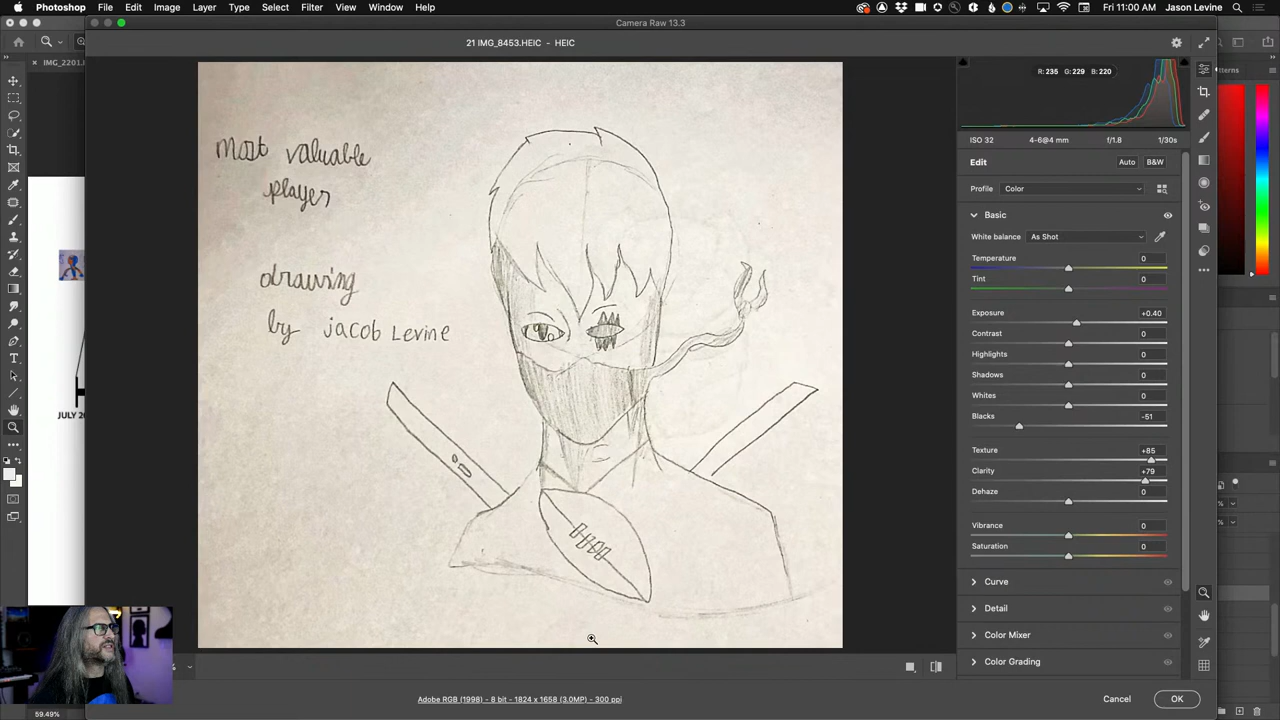 Photoshop File Edit Image Layer Type Select Filter View Window Help Fri 11:00 AM Jason Levine
Camera Raw 13.3
21 IMG_8453.HEIC - HEIC
IMG_2201.
R: 235 G: 229 B: 220
ISO 32 4-6@4 mm f/1.8 1/30s
Edit Auto B&W
Profile Color
Basic
White balance As Shot
Temperature 0
Tint 0
Exposure +0.40
Contrast 0
Highlights 0
Shadows 0
Whites 0
Blacks -51
Texture +85
Clarity +79
Dehaze 0
Vibrance 0
Saturation 0
Curve
Detail
Color Mixer
Color Grading
most valuable
player
drawing
by jacob Levine
JULY 20
Adobe RGB (1998) - 8 bit - 1824 x 1658 (3.0MP) - 300 ppi
Cancel OK
59.49%